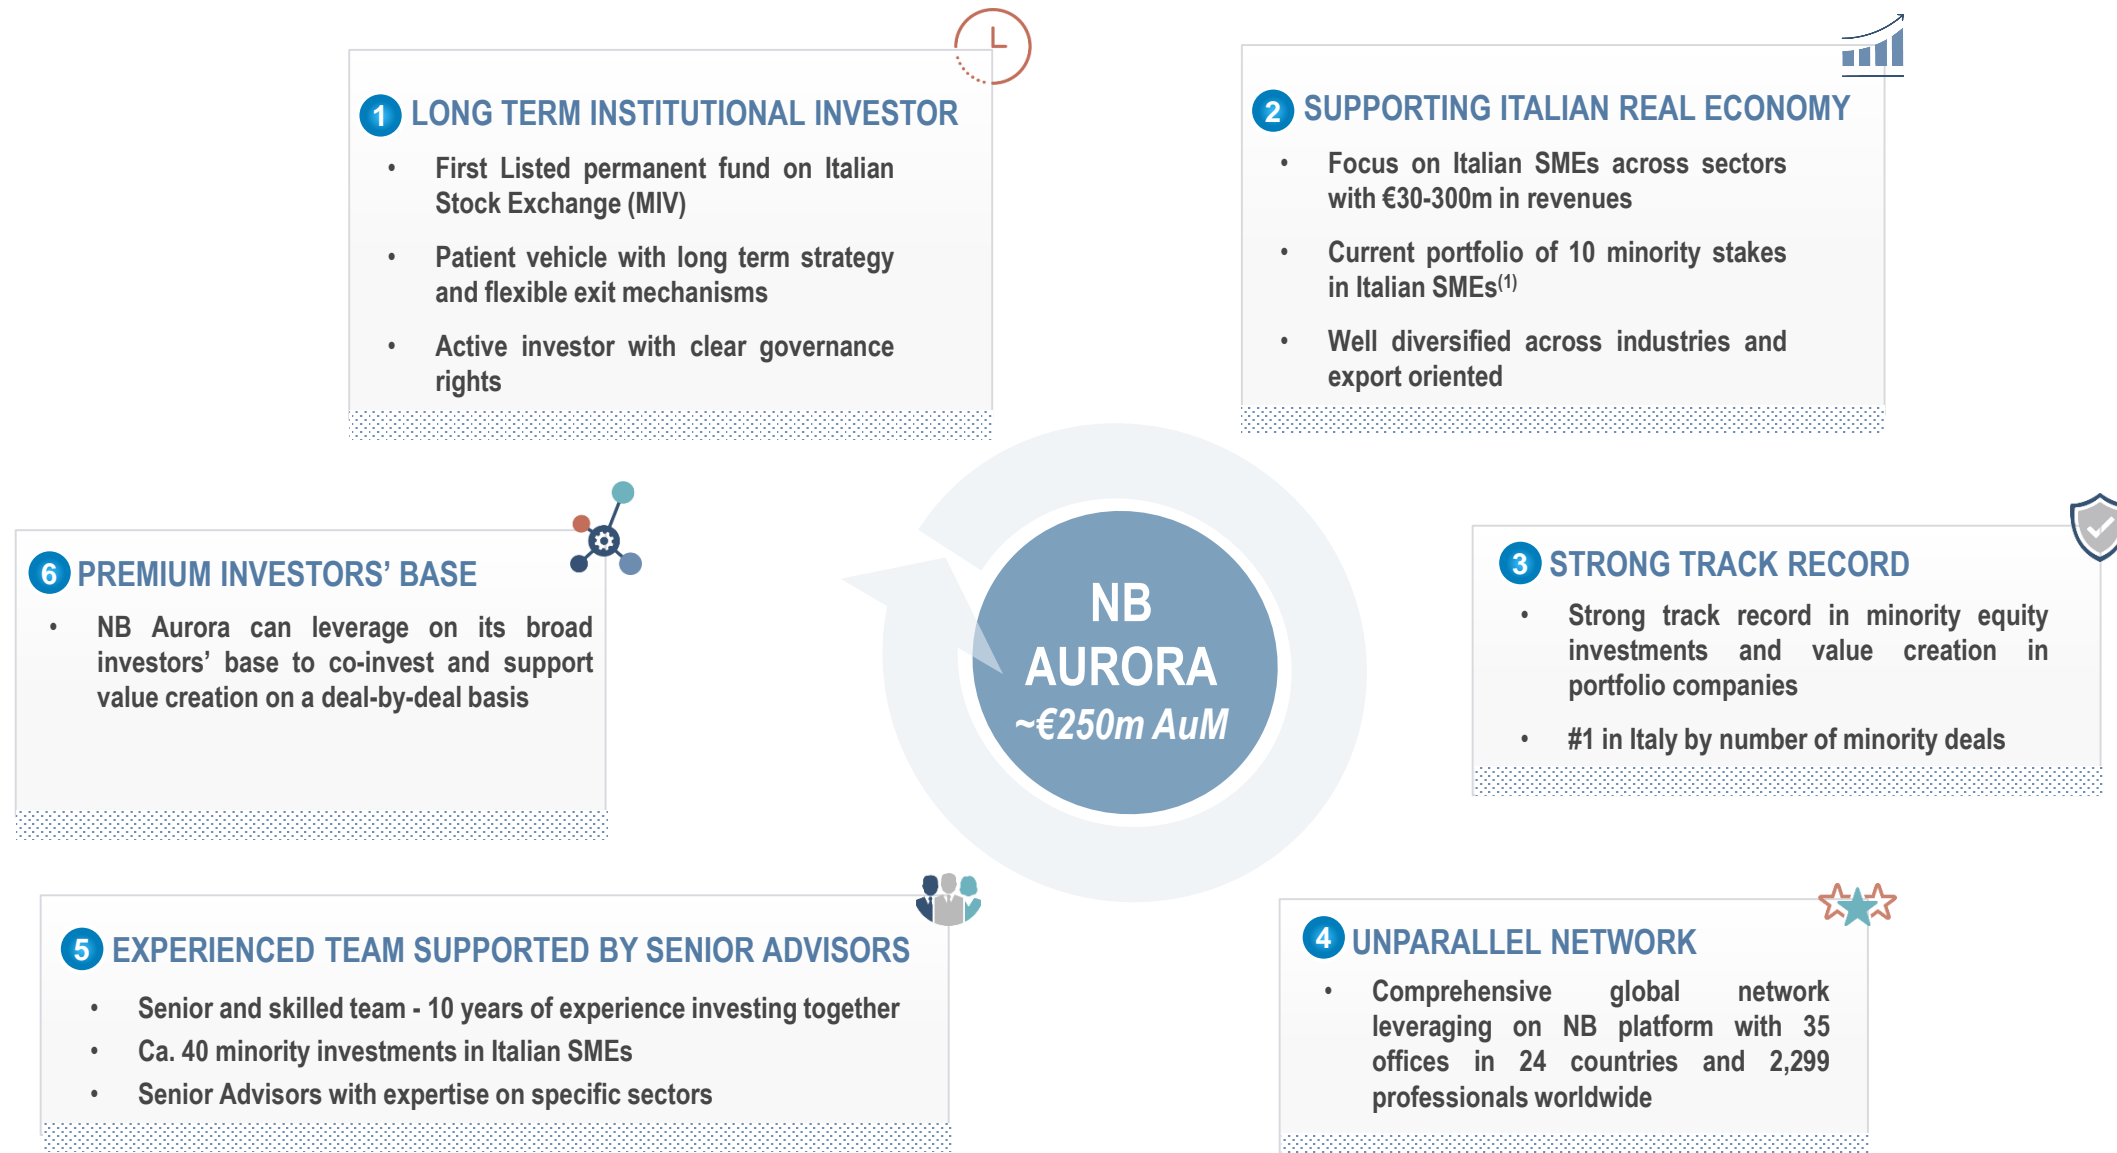 1 LONG TERM INSTITUTIONAL INVESTOR
• First Listed permanent fund on Italian
Stock Exchange (MIV)
• Patient vehicle with long term strategy
and flexible exit mechanisms
• Active investor with clear governance
rights
2 SUPPORTING ITALIAN REAL ECONOMY
• Focus on Italian SMEs across sectors
with €30-300m in revenues
• Current portfolio of 10 minority stakes
in Italian SMEs(1)
• Well diversified across industries and
export oriented
6 PREMIUM INVESTORS’ BASE
• NB Aurora can leverage on its broad
investors’ base to co-invest and support
value creation on a deal-by-deal basis
NB
AURORA
~€250m AuM
3 STRONG TRACK RECORD
• Strong track record in minority equity
investments and value creation in
portfolio companies
• #1 in Italy by number of minority deals
5 EXPERIENCED TEAM SUPPORTED BY SENIOR ADVISORS
• Senior and skilled team - 10 years of experience investing together
• Ca. 40 minority investments in Italian SMEs
• Senior Advisors with expertise on specific sectors
4 UNPARALLEL NETWORK
• Comprehensive global network
leveraging on NB platform with 35
offices in 24 countries and 2,299
professionals worldwide